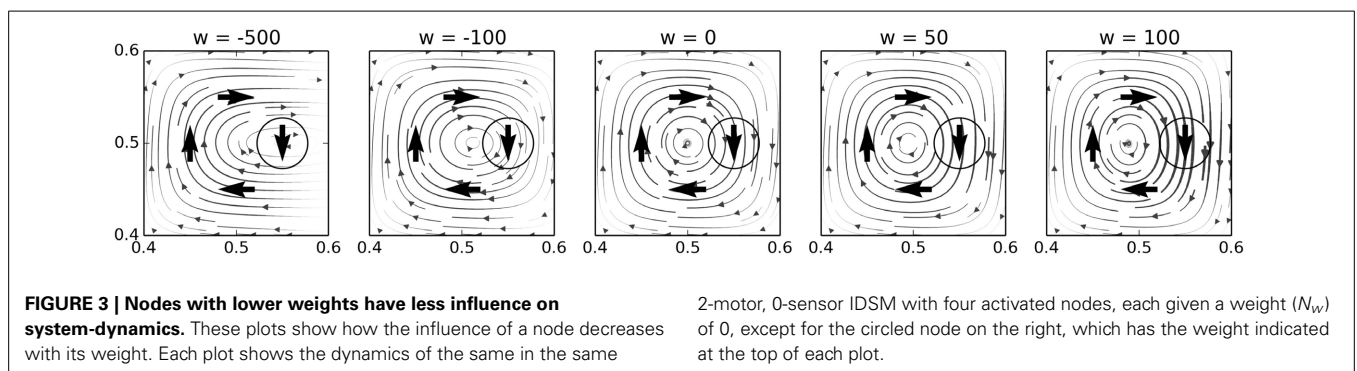 w = -500
w = -100
w = 0
w = 50
w = 100
0.6
0.5
0.4
0.4 0.5 0.6
0.4 0.5 0.6
0.4 0.5 0.6
0.4 0.5 0.6
0.4 0.5 0.6
FIGURE 3 | Nodes with lower weights have less influence on
system-dynamics. These plots show how the influence of a node decreases
with its weight. Each plot shows the dynamics of the same in the same
2-motor, 0-sensor IDSM with four activated nodes, each given a weight (Nw)
of 0, except for the circled node on the right, which has the weight indicated
at the top of each plot.